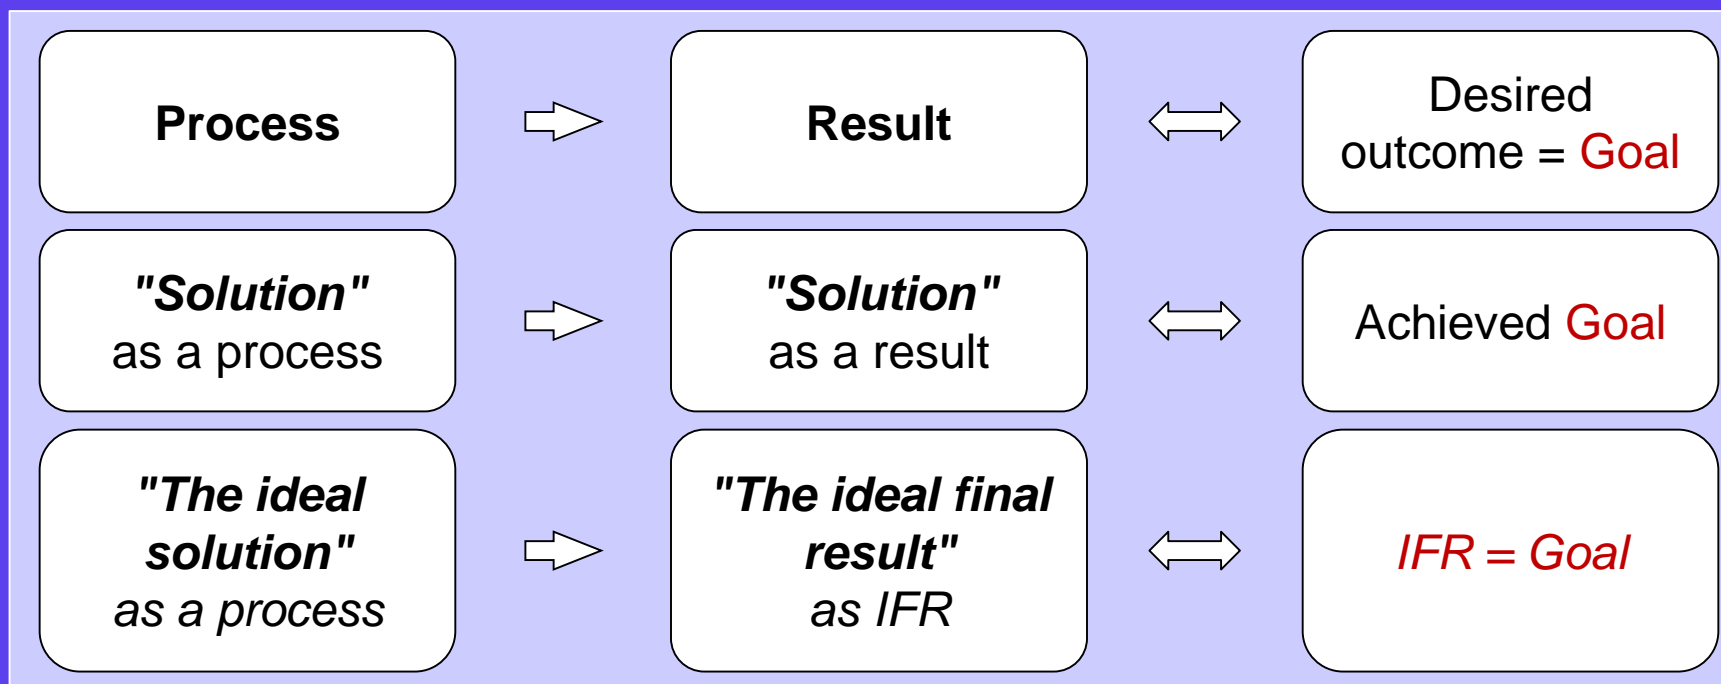 Process
Result
Desired
outcome = Goal
"Solution"
as a process
"Solution"
as a result
Achieved Goal
"The ideal
solution"
as a process
"The ideal final
result"
as IFR
IFR = Goal